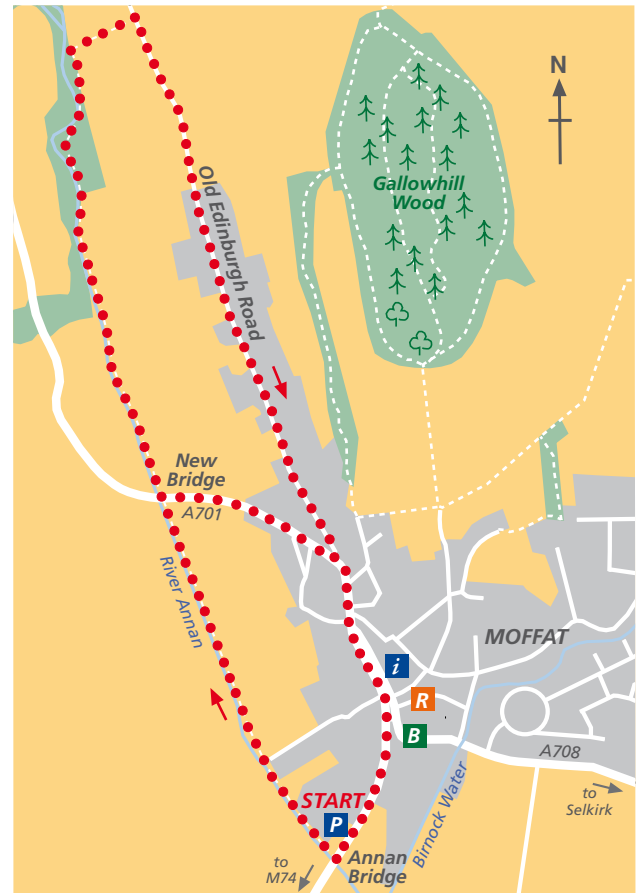 N
Gallowhill
Wood
Old Edinburgh Road
New
Bridge
A701
River Annan
MOFFAT
i
R
B
A708
to
Selkirk
START
P
Birnock Water
Annan
Bridge
to
M74